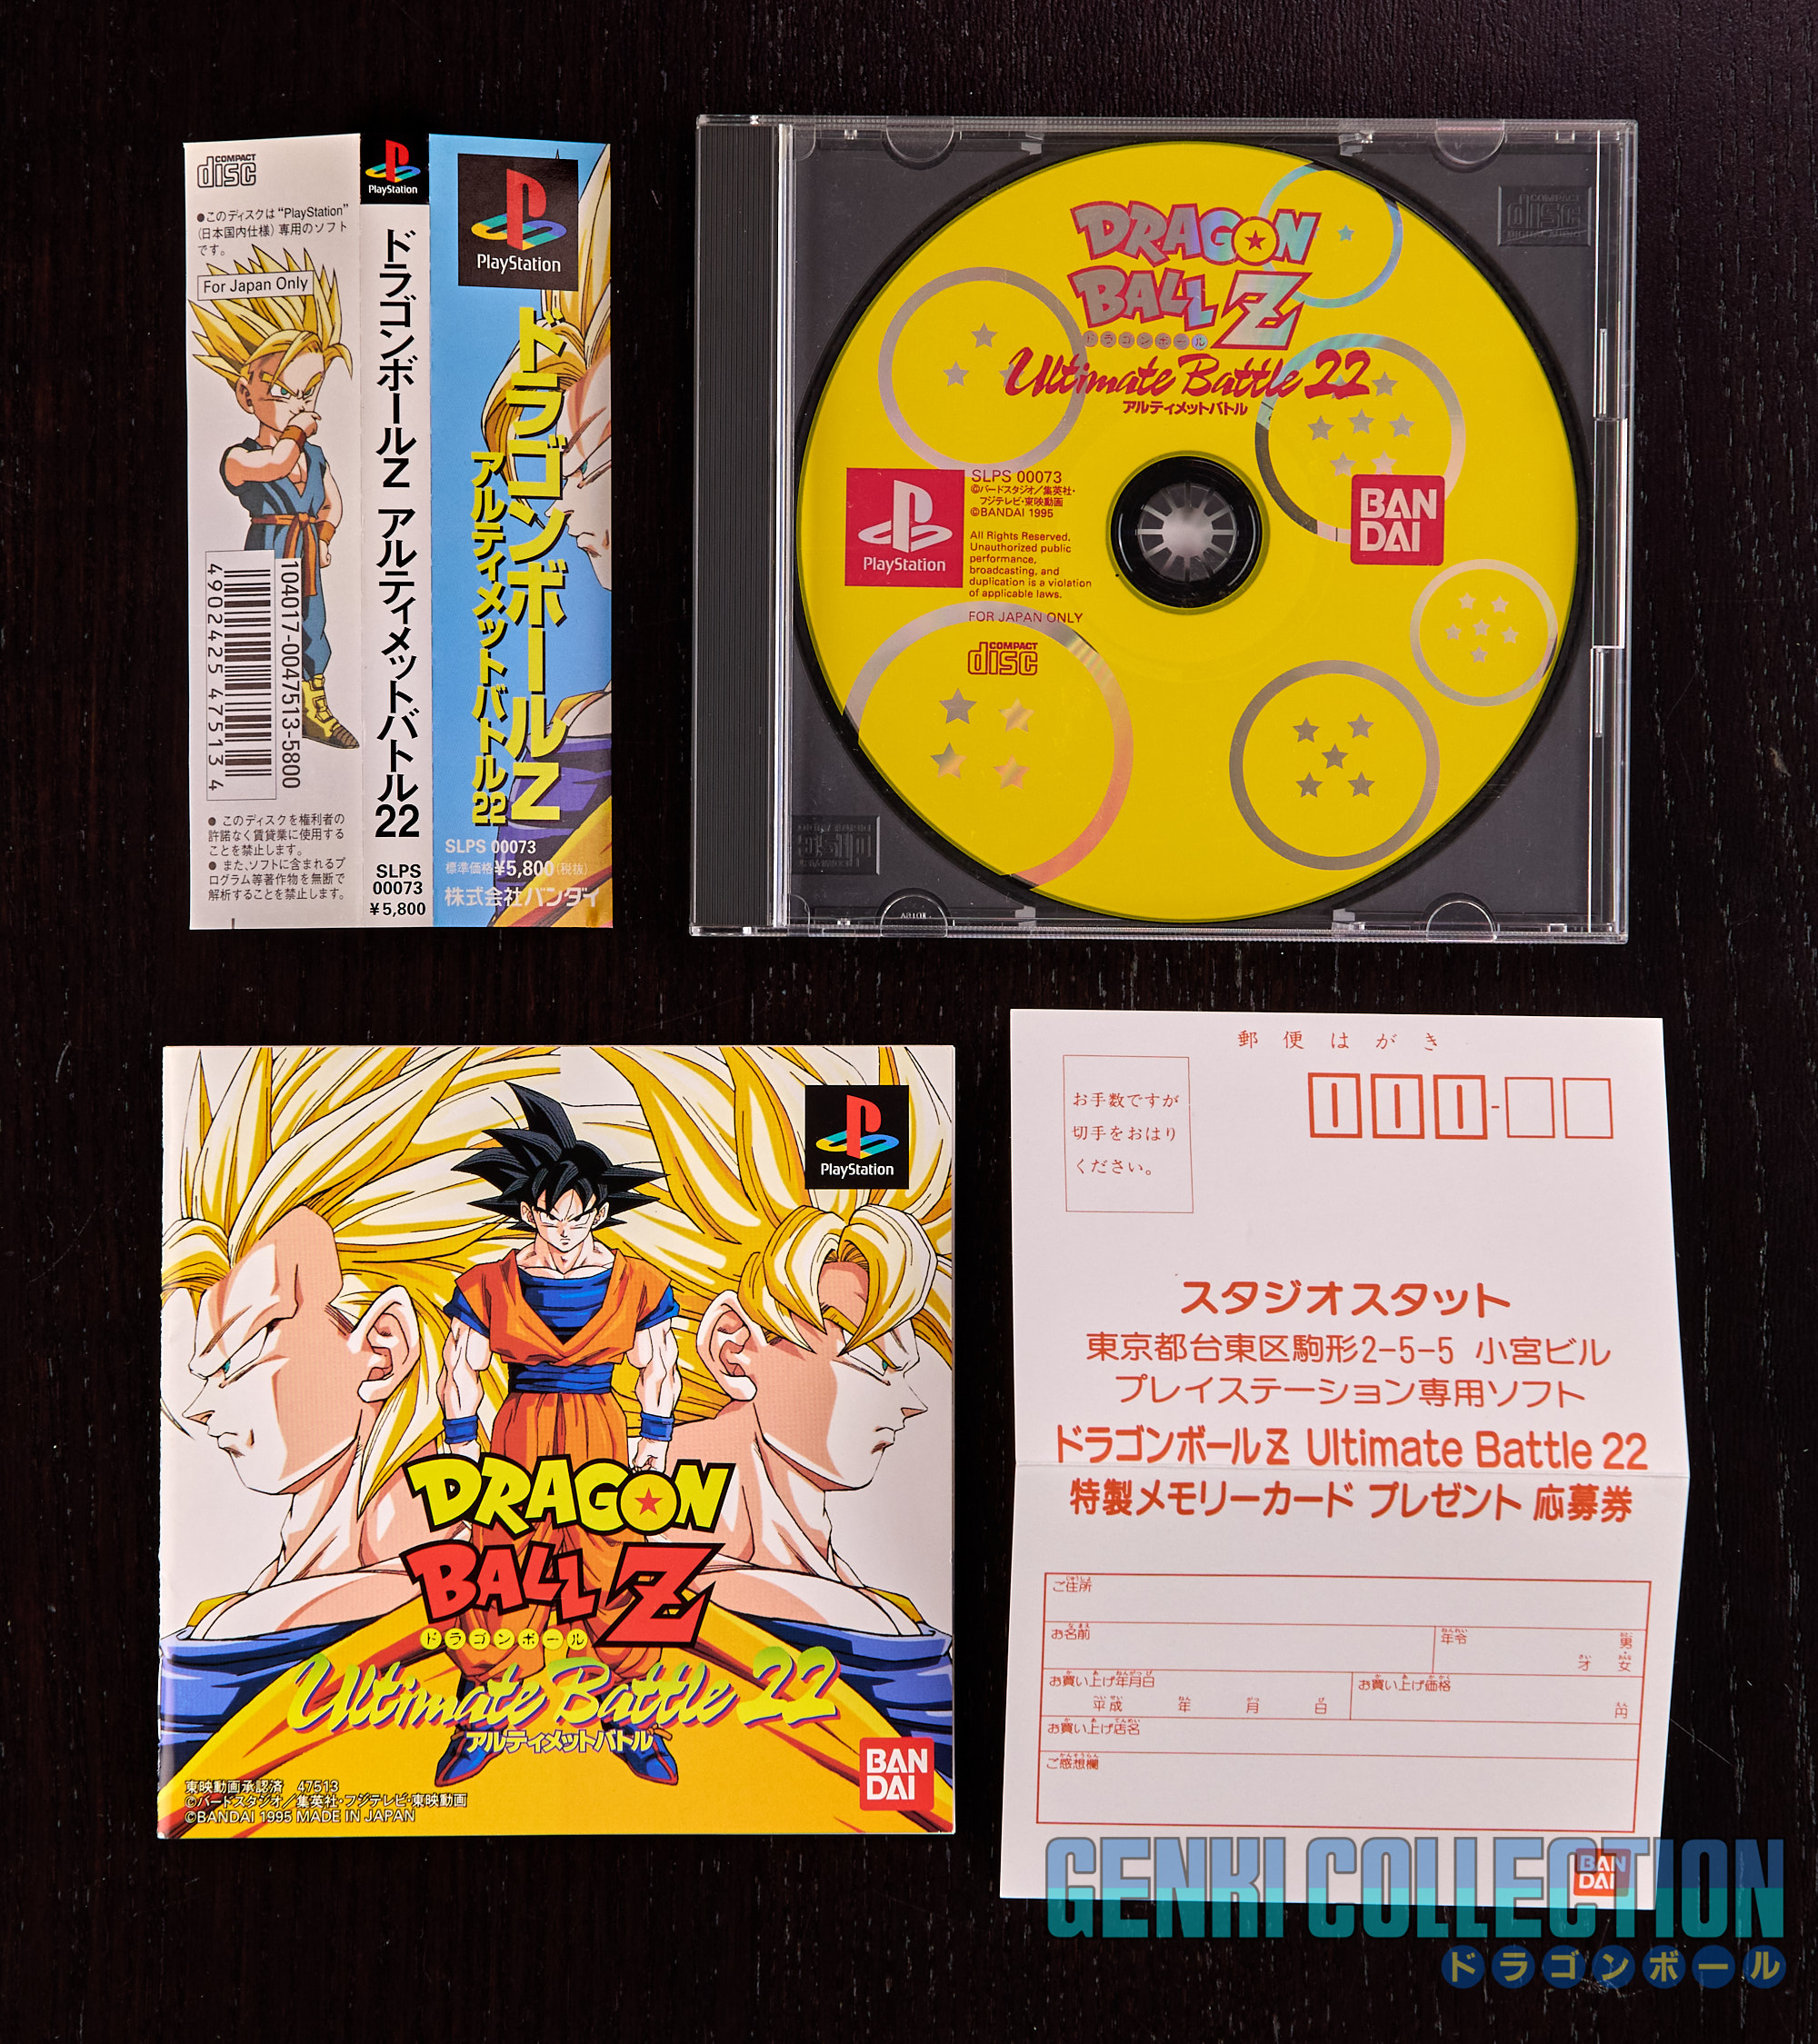 COMPACT
disc
●このディスクは“PlayStation”
(日本国内仕様)専用のソフト
です。
For Japan Only
104017-0047513-5800
4902425 475134
● このディスクを権利者の
許諾なく賃貸業に使用する
ことを禁止します。
● また、ソフトに含まれるプ
ログラム等著作物を無断で
解析することを禁止します。
PlayStation
ドラゴンボールZ アルティメットバトル22
SLPS
00073
¥5,800
PlayStation
ドラゴンボールZ
アルティメットバトル22
SLPS 00073
標準価格¥5,800(税抜)
株式会社バンダイ
DRAGON
BALL Z
ドラゴンボール
Ultimate Battle 22
アルティメットバトル
PlayStation
SLPS 00073
©バードスタジオ/集英社・
フジテレビ・東映動画
©BANDAI 1995
All Rights Reserved.
Unauthorized public
performance,
broadcasting, and
duplication is a violation
of applicable laws.
FOR JAPAN ONLY
COMPACT
disc
BAN
DAI
PlayStation
DRAGON
BALL Z
ドラゴンボール
Ultimate Battle 22
アルティメットバトル
東映動画承認済 47513
©バードスタジオ/集英社・フジテレビ・東映動画
©BANDAI 1995 MADE IN JAPAN
BAN
DAI
郵便はがき
お手数ですが
切手をおはり
ください。
スタジオスタット
東京都台東区駒形2-5-5 小宮ビル
プレイステーション専用ソフト
ドラゴンボールZ Ultimate Battle 22
特製メモリーカード プレゼント 応募券
ご住所
お名前
年令
才
男・女
お買い上げ年月日
平成 年 月 日
お買い上げ価格
円
お買い上げ店名
ご感想欄
BAN
DAI
GENKI COLLECTION
ドラゴンボール